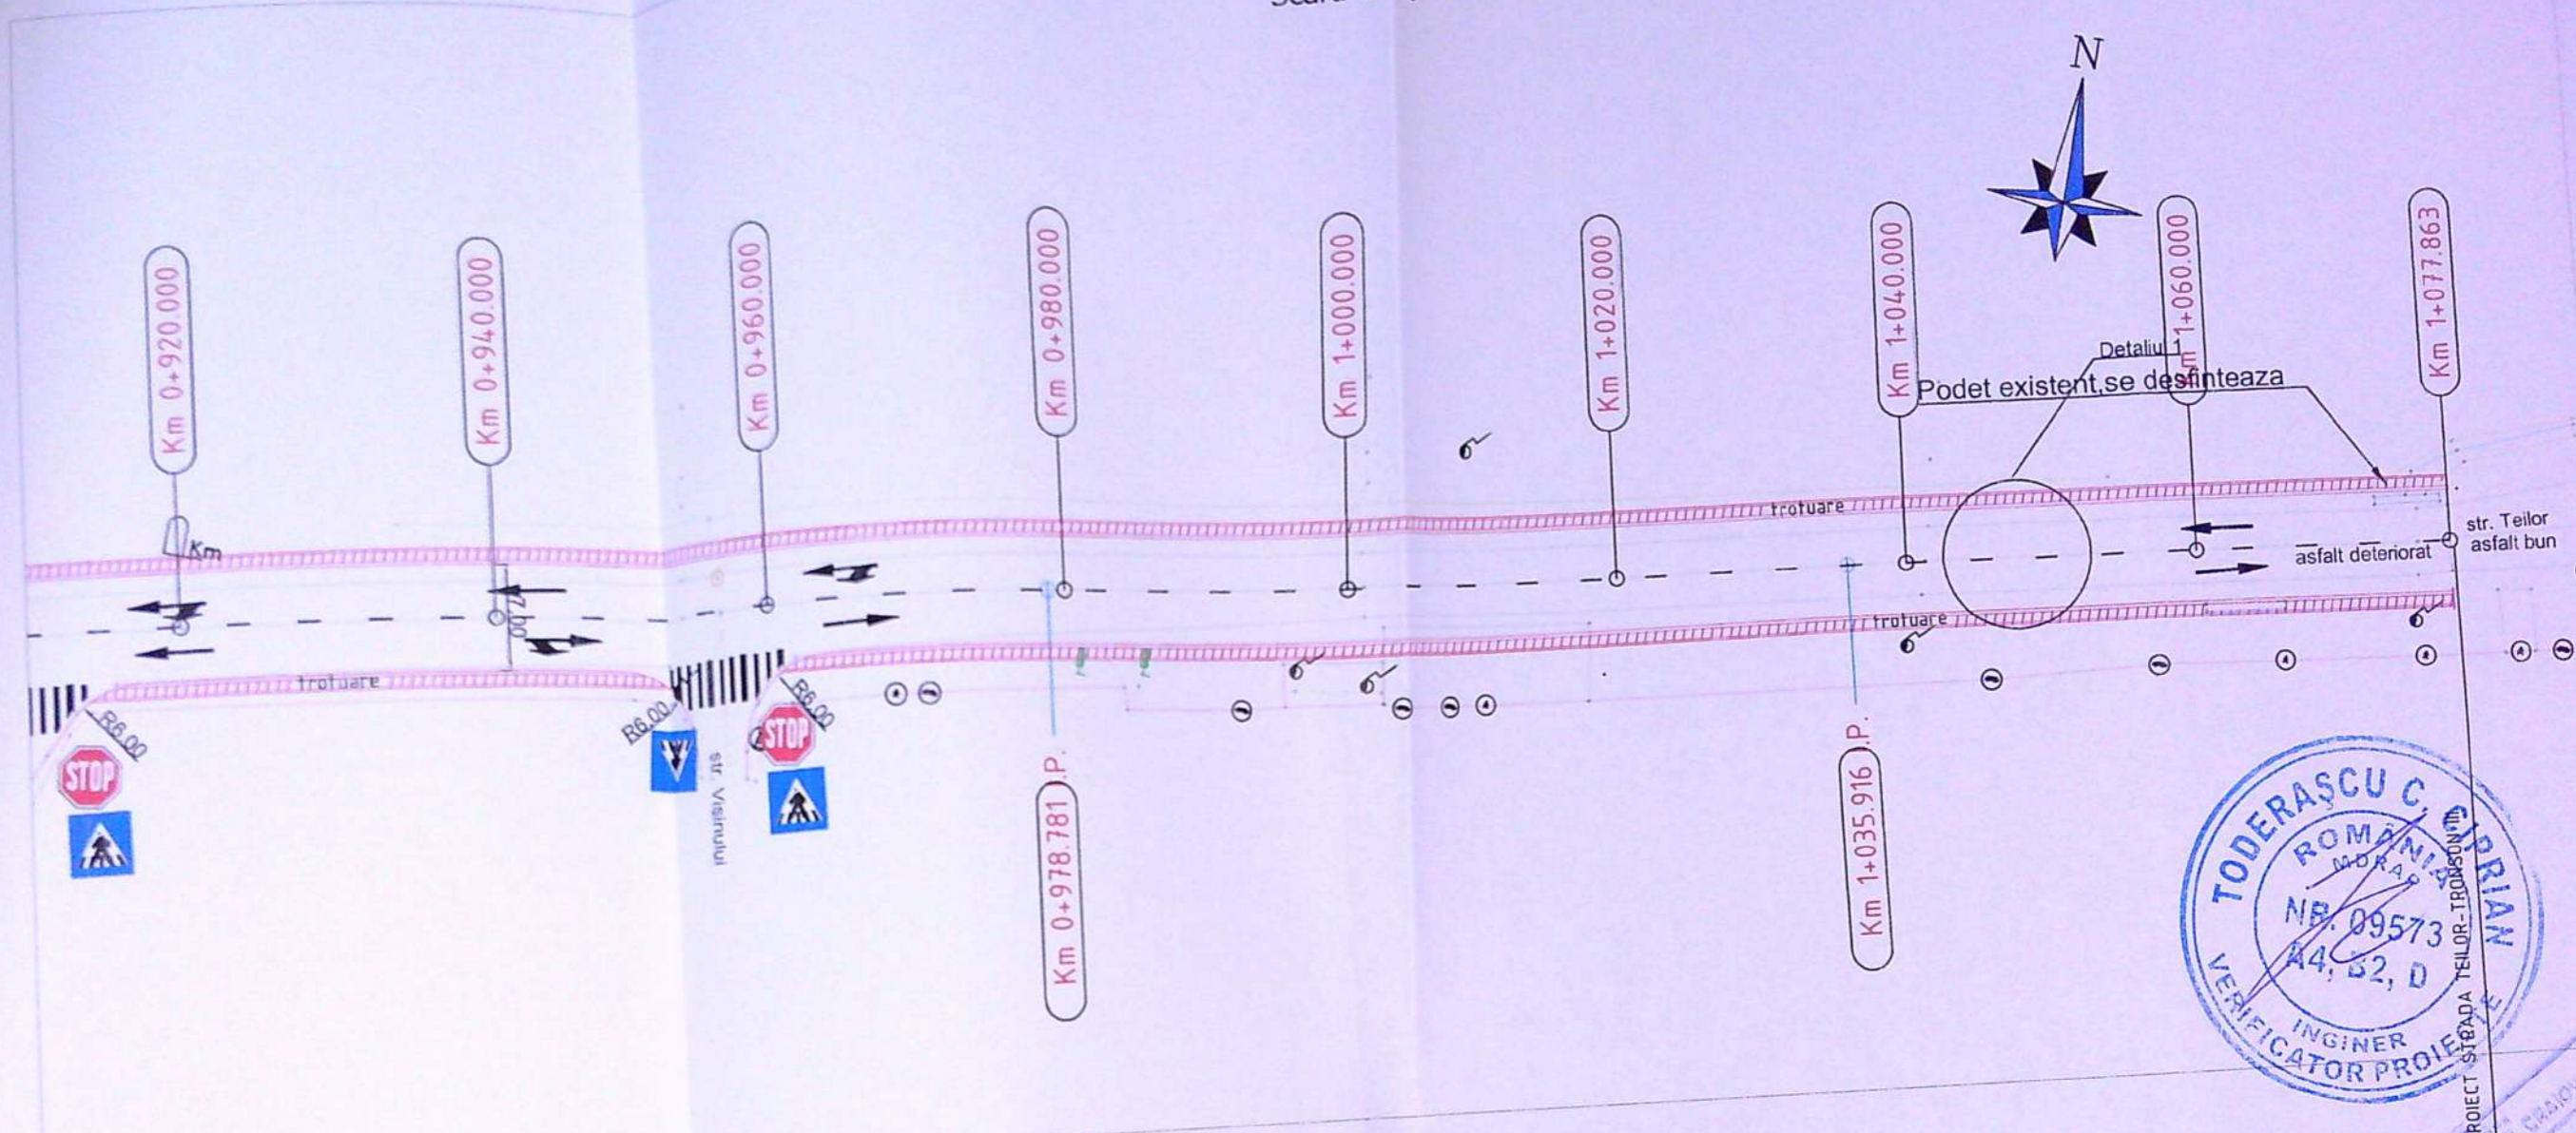 N
Km 0+920.000
Km 0+940.000
Km 0+960.000
Km 0+980.000
Km 1+000.000
Km 1+020.000
Km 1+040.000
Km 1+060.000
Km 1+077.863
Detaliu 1
Podet existent,se desfinteaza
Km
trotuare
str. Teilor
asfalt deteriorat
asfalt bun
trotuare
trotuare
R6.00
R6.00
R6.00
STOP
STOP
str Visinului
Km 0+978.781 J.P.
Km 1+035.916 J.P.
TODERAȘCU C. CIPRIAN
ROMÂNIA
MDRAP
NR. 09573
A4, B2, D
INGINER
VERIFICATOR PROIECTE
PROIECT STRADA TEILOR-TRONSON III